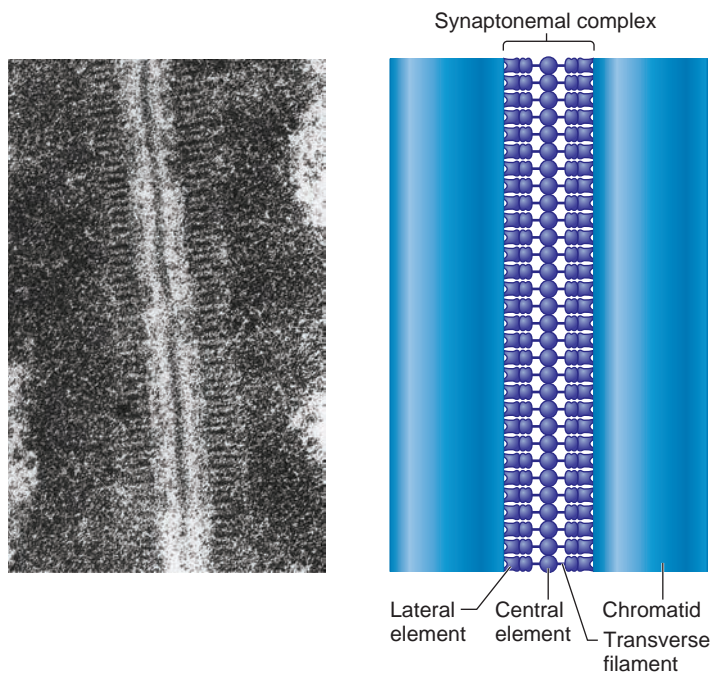 Synaptonemal complex
Lateral
element
Central
element
Chromatid
Transverse
filament